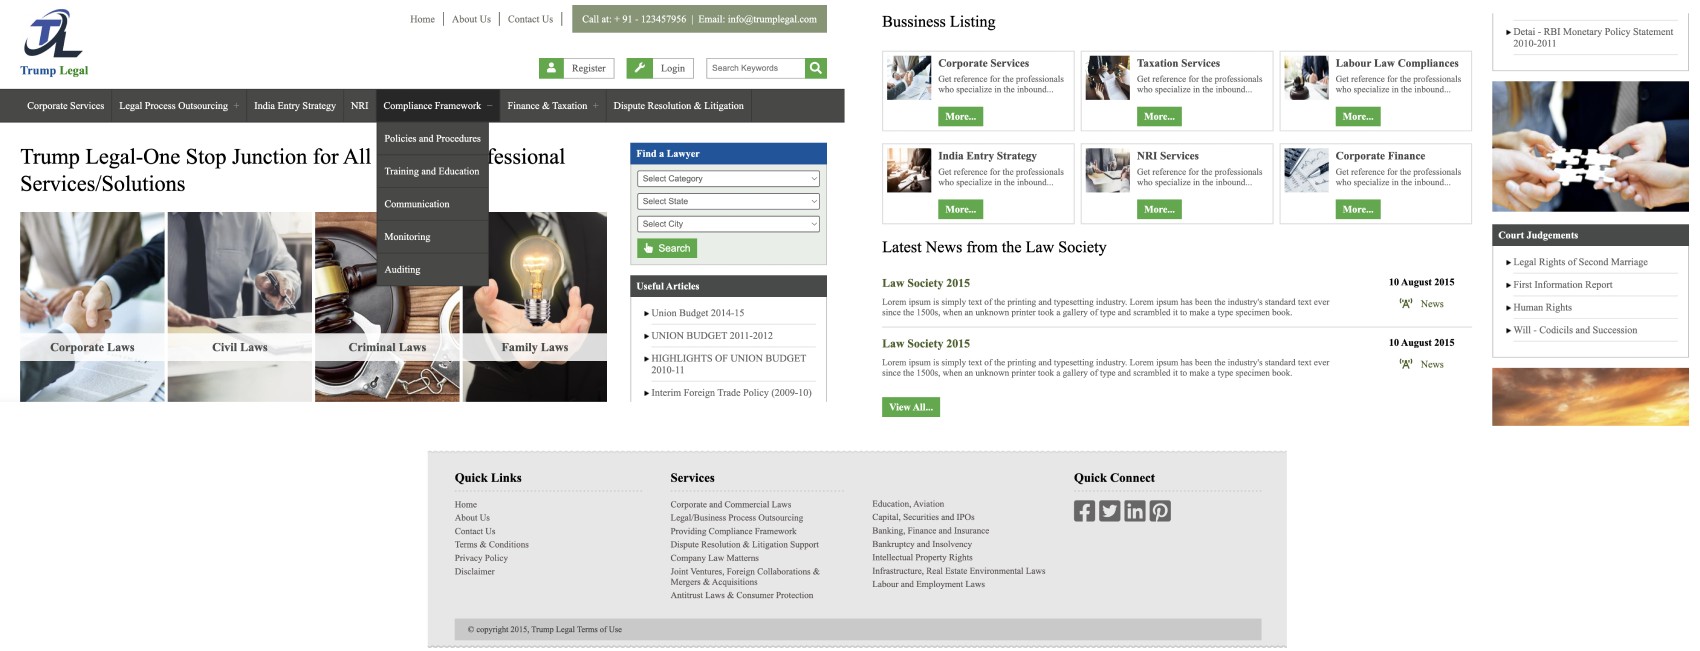 Home
About Us
Contact Us
Call at: + 91 - 123457956 | Email: info@trumplegal.com
TL
Trump Legal
Register
Login
Search Keywords
Corporate Services
Legal Process Outsourcing +
India Entry Strategy
NRI
Compliance Framework −
Finance & Taxation +
Dispute Resolution & Litigation
Policies and Procedures
Training and Education
Communication
Monitoring
Auditing
Trump Legal-One Stop Junction for All
fessional
Services/Solutions
Corporate Laws
Civil Laws
Criminal Laws
Family Laws
Find a Lawyer
Select Category
Select State
Select City
Search
Useful Articles
Union Budget 2014-15
UNION BUDGET 2011-2012
HIGHLIGHTS OF UNION BUDGET
2010-11
Interim Foreign Trade Policy (2009-10)
Bussiness Listing
Corporate Services
Get reference for the professionals
who specialize in the inbound...
More...
Taxation Services
Get reference for the professionals
who specialize in the inbound...
More...
Labour Law Compliances
Get reference for the professionals
who specialize in the inbound...
More...
India Entry Strategy
Get reference for the professionals
who specialize in the inbound...
More...
NRI Services
Get reference for the professionals
who specialize in the inbound...
More...
Corporate Finance
Get reference for the professionals
who specialize in the inbound...
More...
Latest News from the Law Society
Law Society 2015
10 August 2015
Lorem ipsum is simply text of the printing and typesetting industry. Lorem ipsum has been the industry's standard text ever
since the 1500s, when an unknown printer took a gallery of type and scrambled it to make a type specimen book.
News
Law Society 2015
10 August 2015
Lorem ipsum is simply text of the printing and typesetting industry. Lorem ipsum has been the industry's standard text ever
since the 1500s, when an unknown printer took a gallery of type and scrambled it to make a type specimen book.
News
View All...
Detai - RBI Monetary Policy Statement
2010-2011
Court Judgements
Legal Rights of Second Marriage
First Information Report
Human Rights
Will - Codicils and Succession
Quick Links
Home
About Us
Contact Us
Terms & Conditions
Privacy Policy
Disclaimer
Services
Corporate and Commercial Laws
Legal/Business Process Outsourcing
Providing Compliance Framework
Dispute Resolution & Litigation Support
Company Law Matterns
Joint Ventures, Foreign Collaborations &
Mergers & Acquisitions
Antitrust Laws & Consumer Protection
Education, Aviation
Capital, Securities and IPOs
Banking, Finance and Insurance
Bankruptcy and Insolvency
Intellectual Property Rights
Infrastructure, Real Estate Environmental Laws
Labour and Employment Laws
Quick Connect
© copyright 2015, Trump Legal Terms of Use